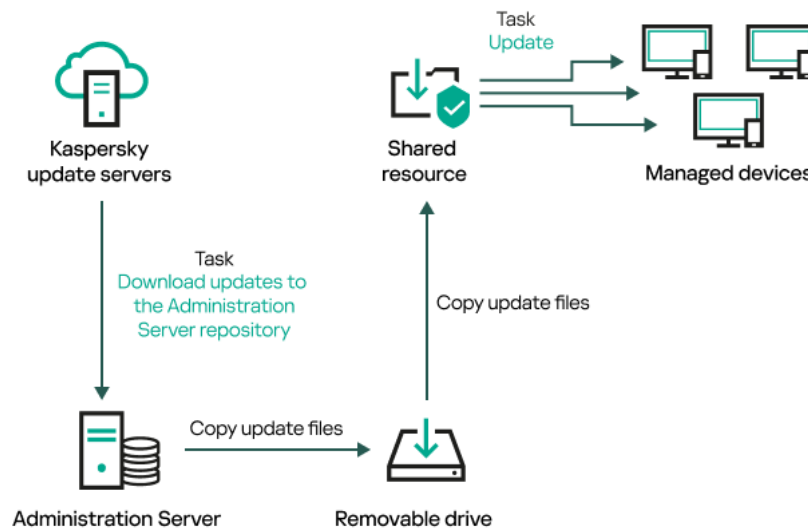 Task
Update
Kaspersky
update servers
Shared
resource
Managed devices
Task
Download updates to
the Administration
Server repository
Copy update files
Copy update files
Administration Server
Removable drive